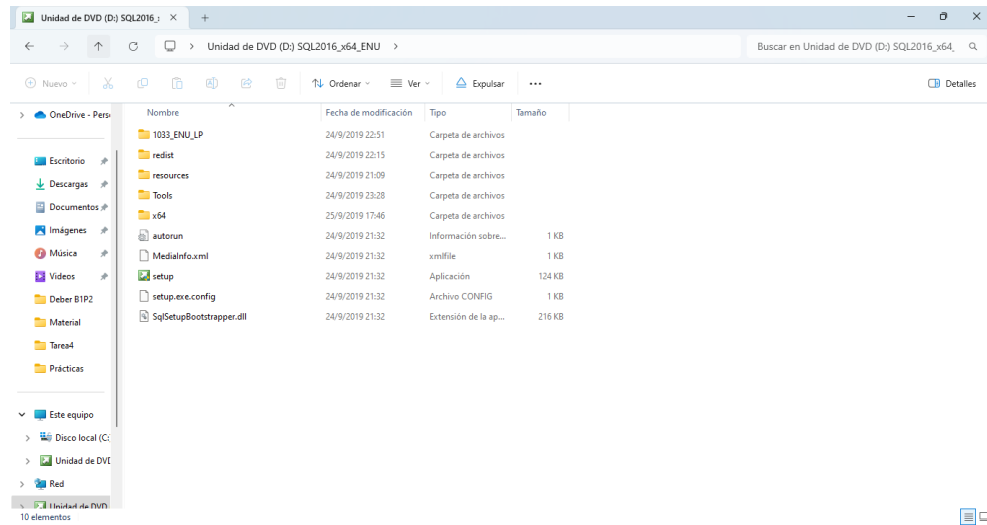 Unidad de DVD (D:) SQL2016_:
Unidad de DVD (D:) SQL2016_x64_ENU
Buscar en Unidad de DVD (D:) SQL2016_x64_
Nuevo
Ordenar
Ver
Expulsar
Detalles
OneDrive - Pers
Escritorio
Descargas
Documentos
Imágenes
Música
Videos
Deber B1P2
Material
Tarea4
Prácticas
Este equipo
Disco local (C:
Unidad de DVD
Red
Unidad de DVD
Nombre Fecha de modificación Tipo Tamaño
1033_ENU_LP 24/9/2019 22:51 Carpeta de archivos
redist 24/9/2019 22:15 Carpeta de archivos
resources 24/9/2019 21:09 Carpeta de archivos
Tools 24/9/2019 23:28 Carpeta de archivos
x64 25/9/2019 17:46 Carpeta de archivos
autorun 24/9/2019 21:32 Información sobre... 1 KB
MediaInfo.xml 24/9/2019 21:32 xmlfile 1 KB
setup 24/9/2019 21:32 Aplicación 124 KB
setup.exe.config 24/9/2019 21:32 Archivo CONFIG 1 KB
SqlSetupBootstrapper.dll 24/9/2019 21:32 Extensión de la ap... 216 KB
10 elementos